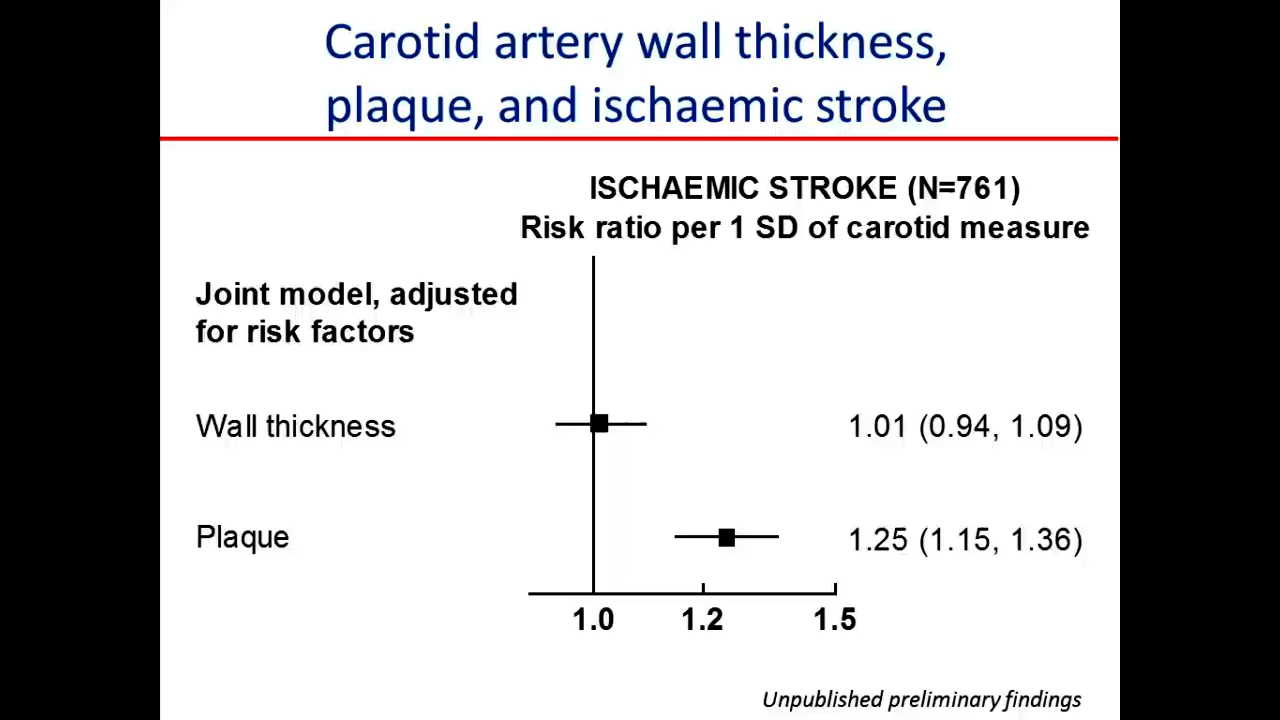 Carotid artery wall thickness,
plaque, and ischaemic stroke
ISCHAEMIC STROKE (N=761)
Risk ratio per 1 SD of carotid measure
Joint model, adjusted
for risk factors
Wall thickness 1.01 (0.94, 1.09)
Plaque 1.25 (1.15, 1.36)
1.0 1.2 1.5
Unpublished preliminary findings